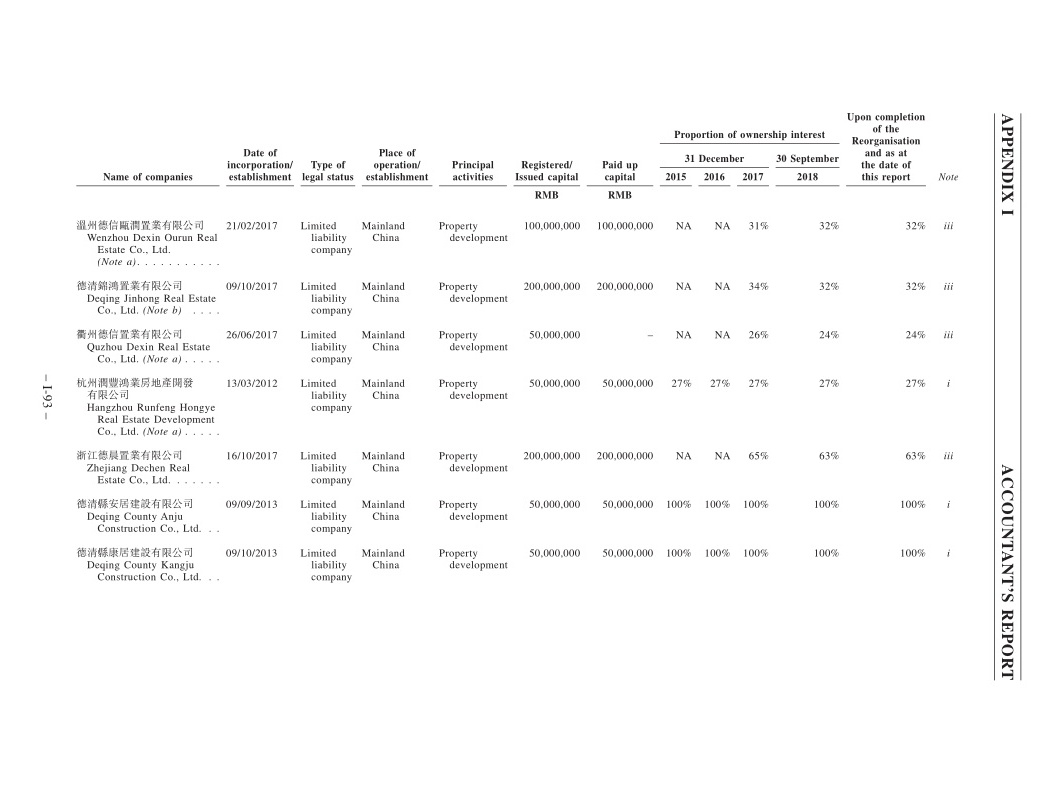 APPENDIX I
ACCOUNTANT'S REPORT
Upon completion
of the
Reorganisation
and as at
the date of
this report
Proportion of ownership interest
31 December
30 September
Date of
incorporation/
establishment
Type of
legal status
Place of
operation/
establishment
Principal
activities
Registered/
Issued capital
Paid up
capital
Name of companies
2015 2016 2017 2018
Note
RMB RMB
溫州德信甌潤置業有限公司 21/02/2017 Limited Mainland Property 100,000,000 100,000,000 NA NA 31% 32% 32% iii
Wenzhou Dexin Ourun Real liability China development
Estate Co., Ltd. company
(Note a) . . . . . . . . . . .
德清錦鴻置業有限公司 09/10/2017 Limited Mainland Property 200,000,000 200,000,000 NA NA 34% 32% 32% iii
Deqing Jinhong Real Estate liability China development
Co., Ltd. (Note b) . . . . company
衢州德信置業有限公司 26/06/2017 Limited Mainland Property 50,000,000 – NA NA 26% 24% 24% iii
Quzhou Dexin Real Estate liability China development
Co., Ltd. (Note a) . . . . . company
杭州潤豐鴻業房地產開發 13/03/2012 Limited Mainland Property 50,000,000 50,000,000 27% 27% 27% 27% 27% i
有限公司 liability China development
Hangzhou Runfeng Hongye company
Real Estate Development
Co., Ltd. (Note a) . . . . .
浙江德晨置業有限公司 16/10/2017 Limited Mainland Property 200,000,000 200,000,000 NA NA 65% 63% 63% iii
Zhejiang Dechen Real liability China development
Estate Co., Ltd. . . . . . . company
德清縣安居建設有限公司 09/09/2013 Limited Mainland Property 50,000,000 50,000,000 100% 100% 100% 100% 100% i
Deqing County Anju liability China development
Construction Co., Ltd. . . company
德清縣康居建設有限公司 09/10/2013 Limited Mainland Property 50,000,000 50,000,000 100% 100% 100% 100% 100% i
Deqing County Kangju liability China development
Construction Co., Ltd. . . company
– I-93 –